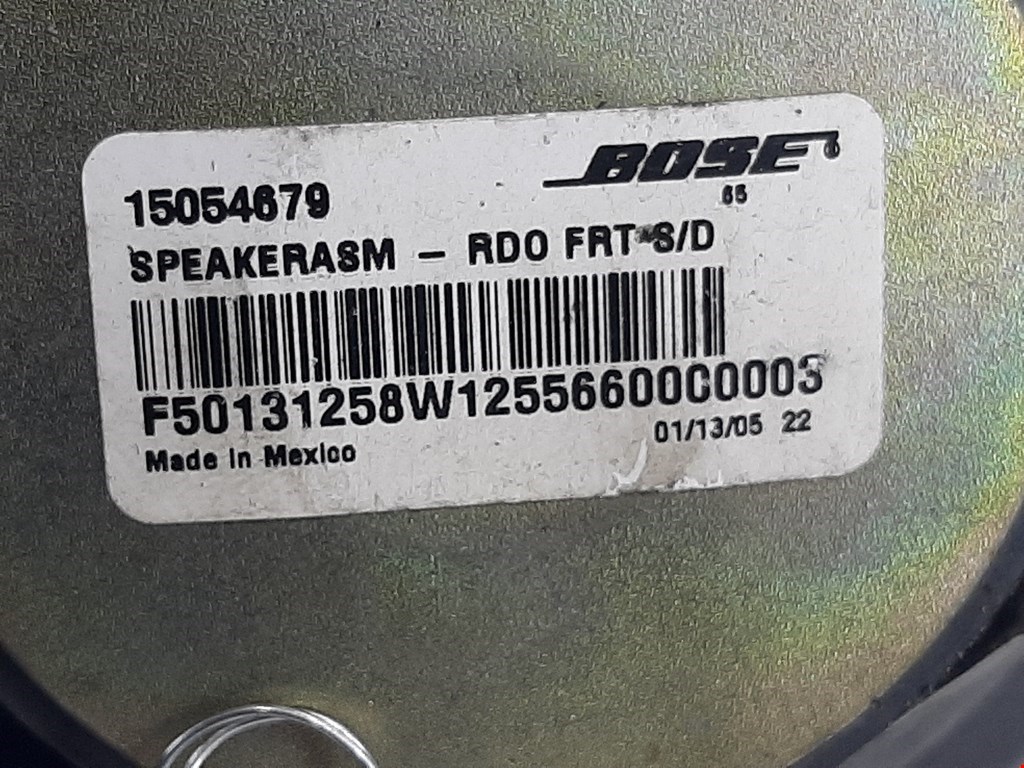 BOSE
65
15054679
SPEAKERASM - RDO FRT S/D
F50131258W12556600C0003
01/13/05 22
Made in Mexico